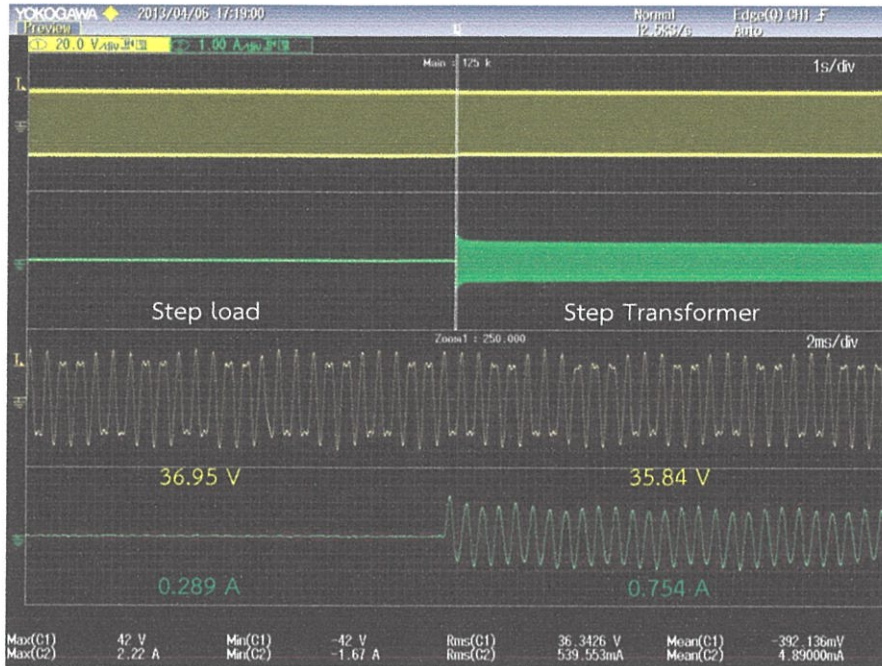 YOKOGAWA 2013/04/06 17:19:00
Normal
Edge(Q) CH1
Preview
12.5kS/s
Auto
20.0 V/div
1.00 A/div
Main : 125 k
1s/div
Step load
Step Transformer
Zoom1 : 250.000
2ms/div
36.95 V
35.84 V
0.289 A
0.754 A
Max(C1) 42 V Min(C1) -42 V Rms(C1) 36.3426 V Mean(C1) -392.136mV
Max(C2) 2.22 A Min(C2) -1.67 A Rms(C2) 539.553mA Mean(C2) 4.89000mA